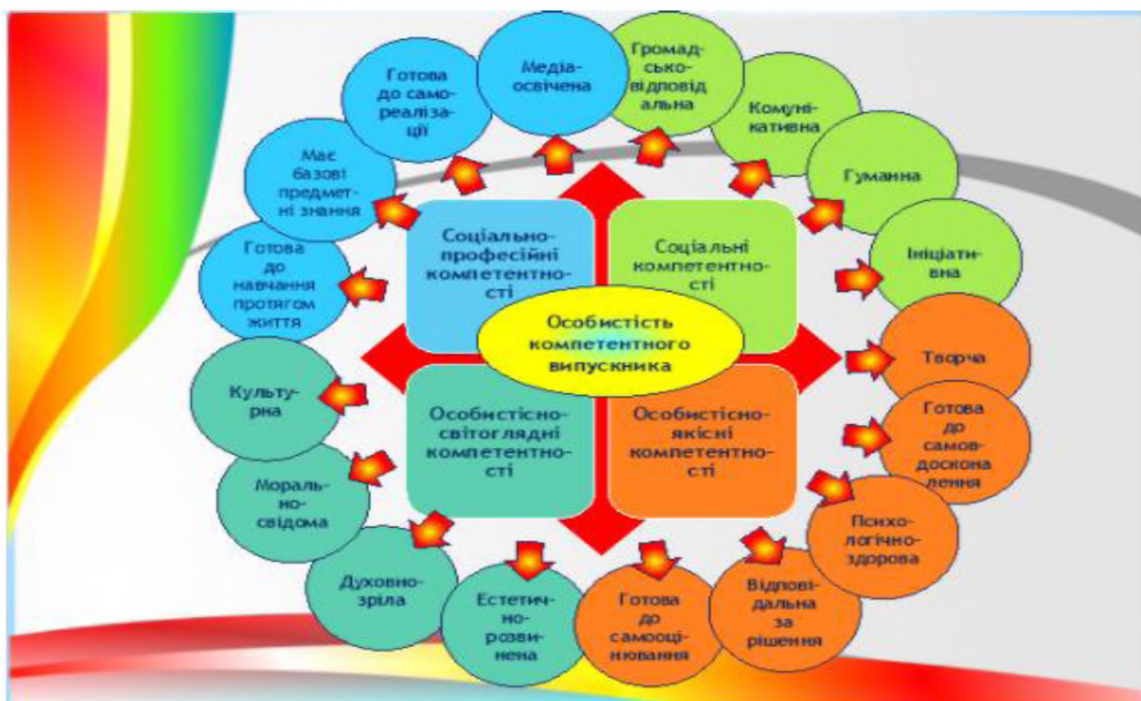 Медіа-
освічена
Громад-
сько-
відповід
альна
Готова
до само-
реаліза-
ції
Комуні-
кативна
Має
базові
предмет-
ні знання
Гуманна
Готова
до
навчання
протягом
життя
Ініціати-
вна
Соціально-
професійні
компетентно-
сті
Соціальні
компетентно-
сті
Особистість
компетентного
випускника
Особистісно-
світоглядні
компетентно-
сті
Особистісно-
якісні
компетентно-
сті
Творча
Культу-
рна
Готова
до
самов-
доскона
лення
Мораль-
но-
свідома
Психо-
логічно-
здорова
Духовно-
зріла
Естетич-
но-
розви-
нена
Готова
до
самооці-
нювання
Відпові-
дальна
за
рішення